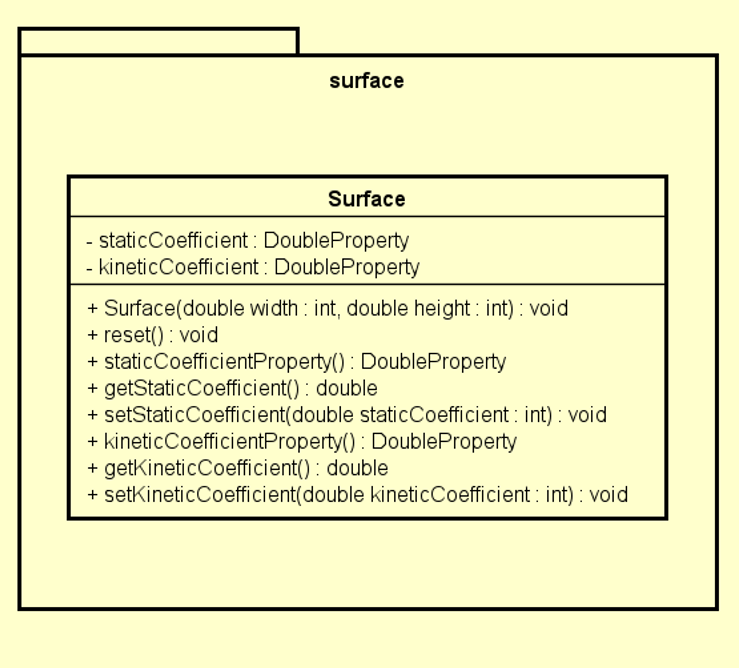 surface
Surface
- staticCoefficient : DoubleProperty
- kineticCoefficient : DoubleProperty
+ Surface(double width : int, double height : int) : void
+ reset() : void
+ staticCoefficientProperty() : DoubleProperty
+ getStaticCoefficient() : double
+ setStaticCoefficient(double staticCoefficient : int) : void
+ kineticCoefficientProperty() : DoubleProperty
+ getKineticCoefficient() : double
+ setKineticCoefficient(double kineticCoefficient : int) : void